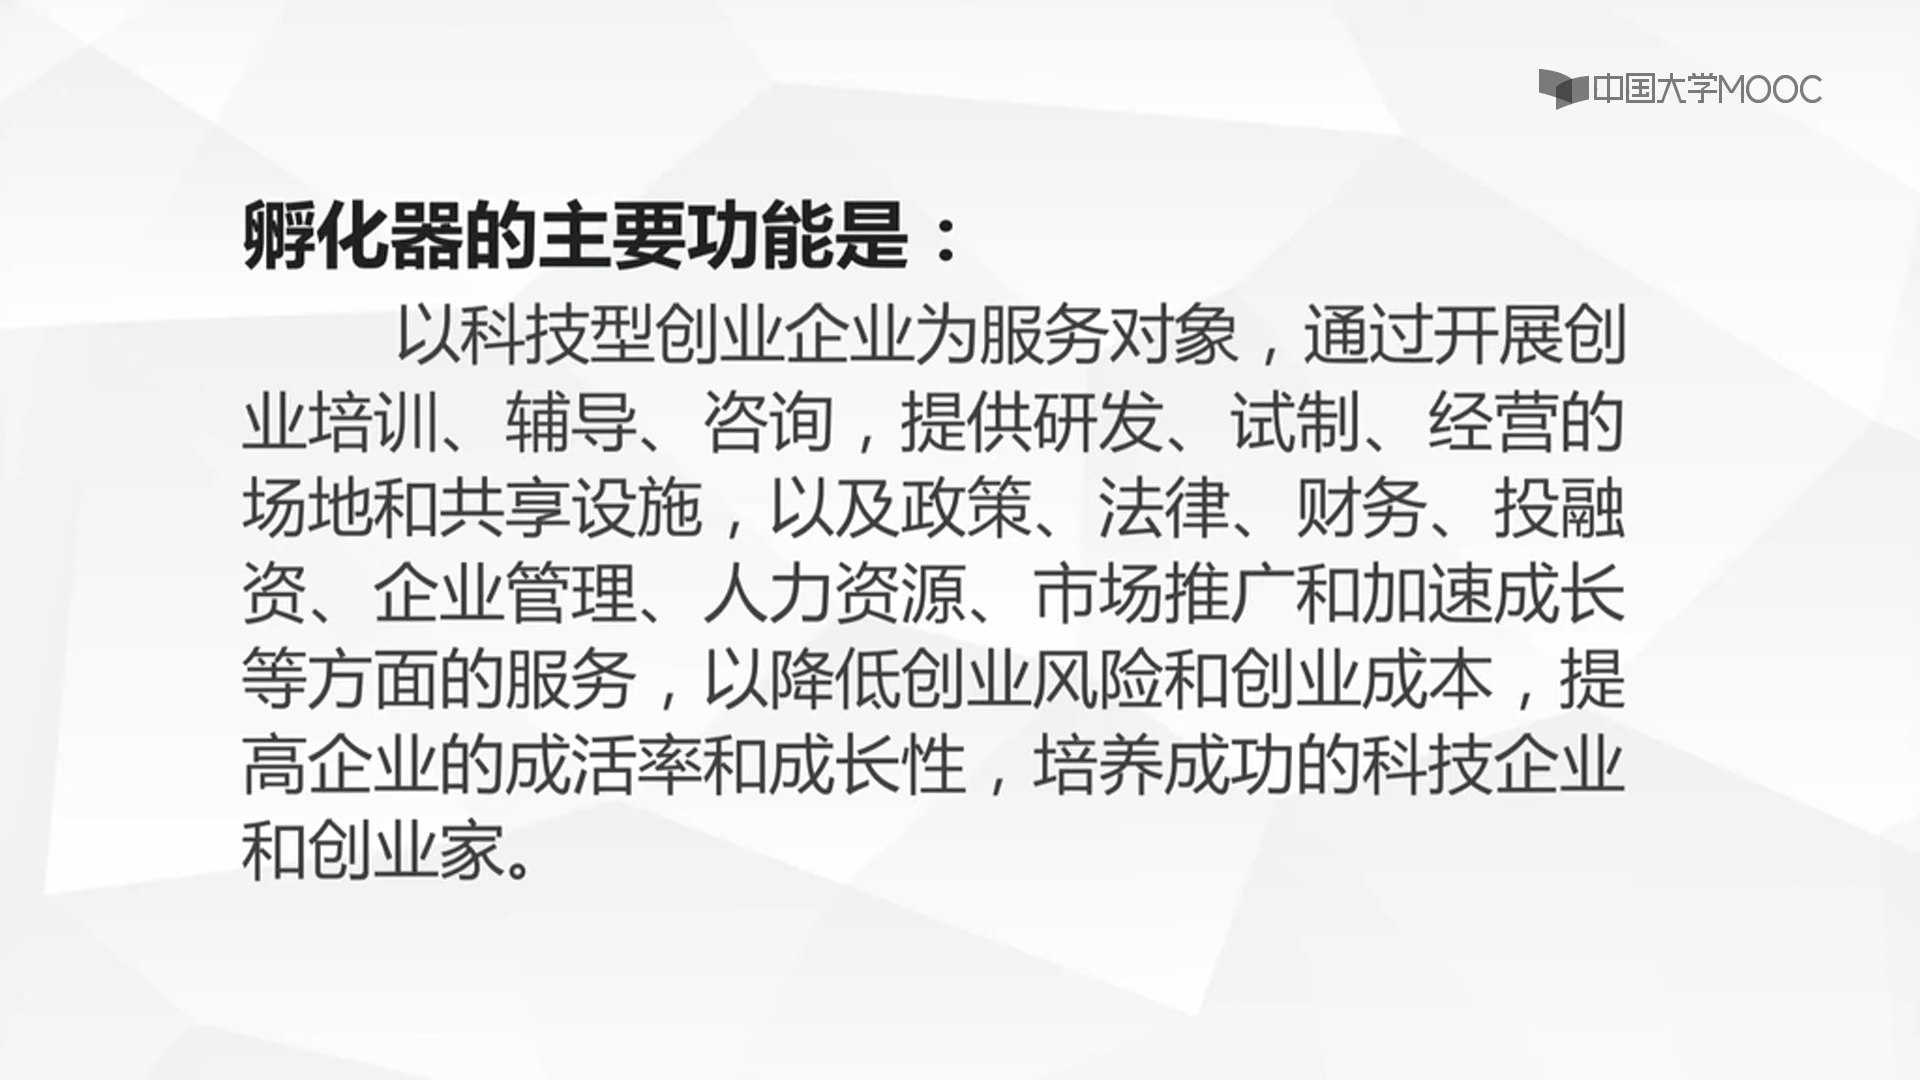 中国大学MOOC
孵化器的主要功能是：
以科技型创业企业为服务对象，通过开展创
业培训、辅导、咨询，提供研发、试制、经营的
场地和共享设施，以及政策、法律、财务、投融
资、企业管理、人力资源、市场推广和加速成长
等方面的服务，以降低创业风险和创业成本，提
高企业的成活率和成长性，培养成功的科技企业
和创业家。